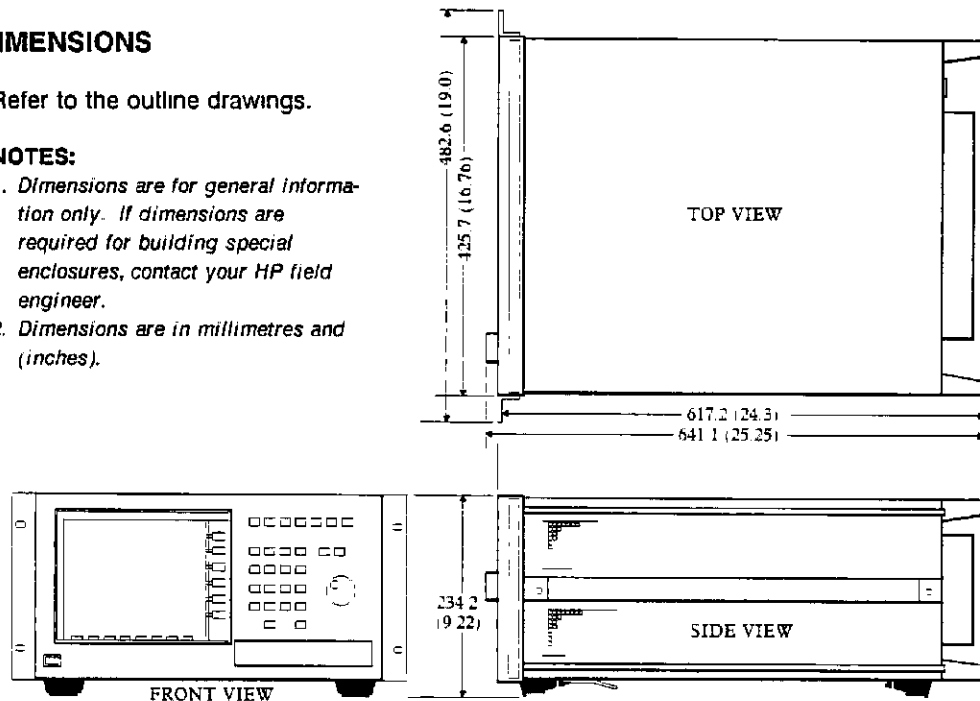 IMENSIONS
Refer to the outline drawings.
NOTES:
. Dimensions are for general informa-
tion only. If dimensions are
required for building special
enclosures, contact your HP field
engineer.
2. Dimensions are in millimetres and
(inches).
482.6 (19.0)
425.7 (16.76)
TOP VIEW
617.2 (24.3)
641.1 (25.25)
234.2
(9.22)
SIDE VIEW
FRONT VIEW